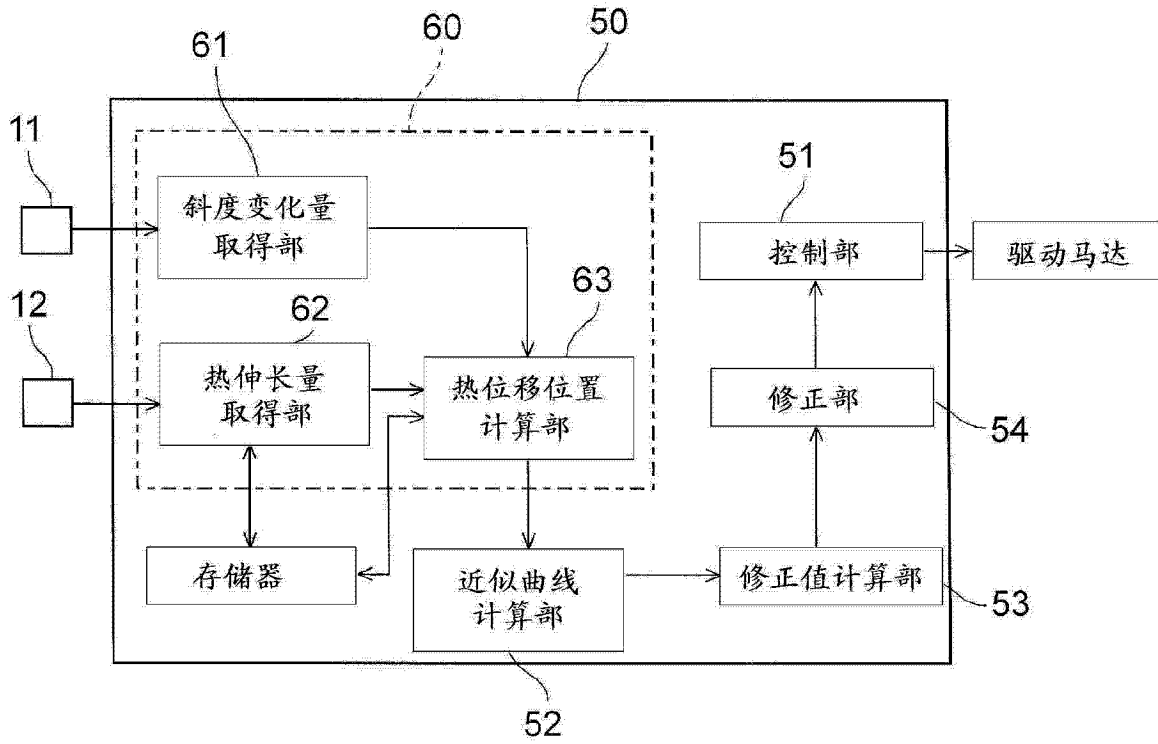 60
50
61
11
51
斜度变化量
取得部
控制部
驱动马达
63
12
62
热伸长量
取得部
热位移位置
计算部
修正部
54
存储器
近似曲线
计算部
修正值计算部
53
52